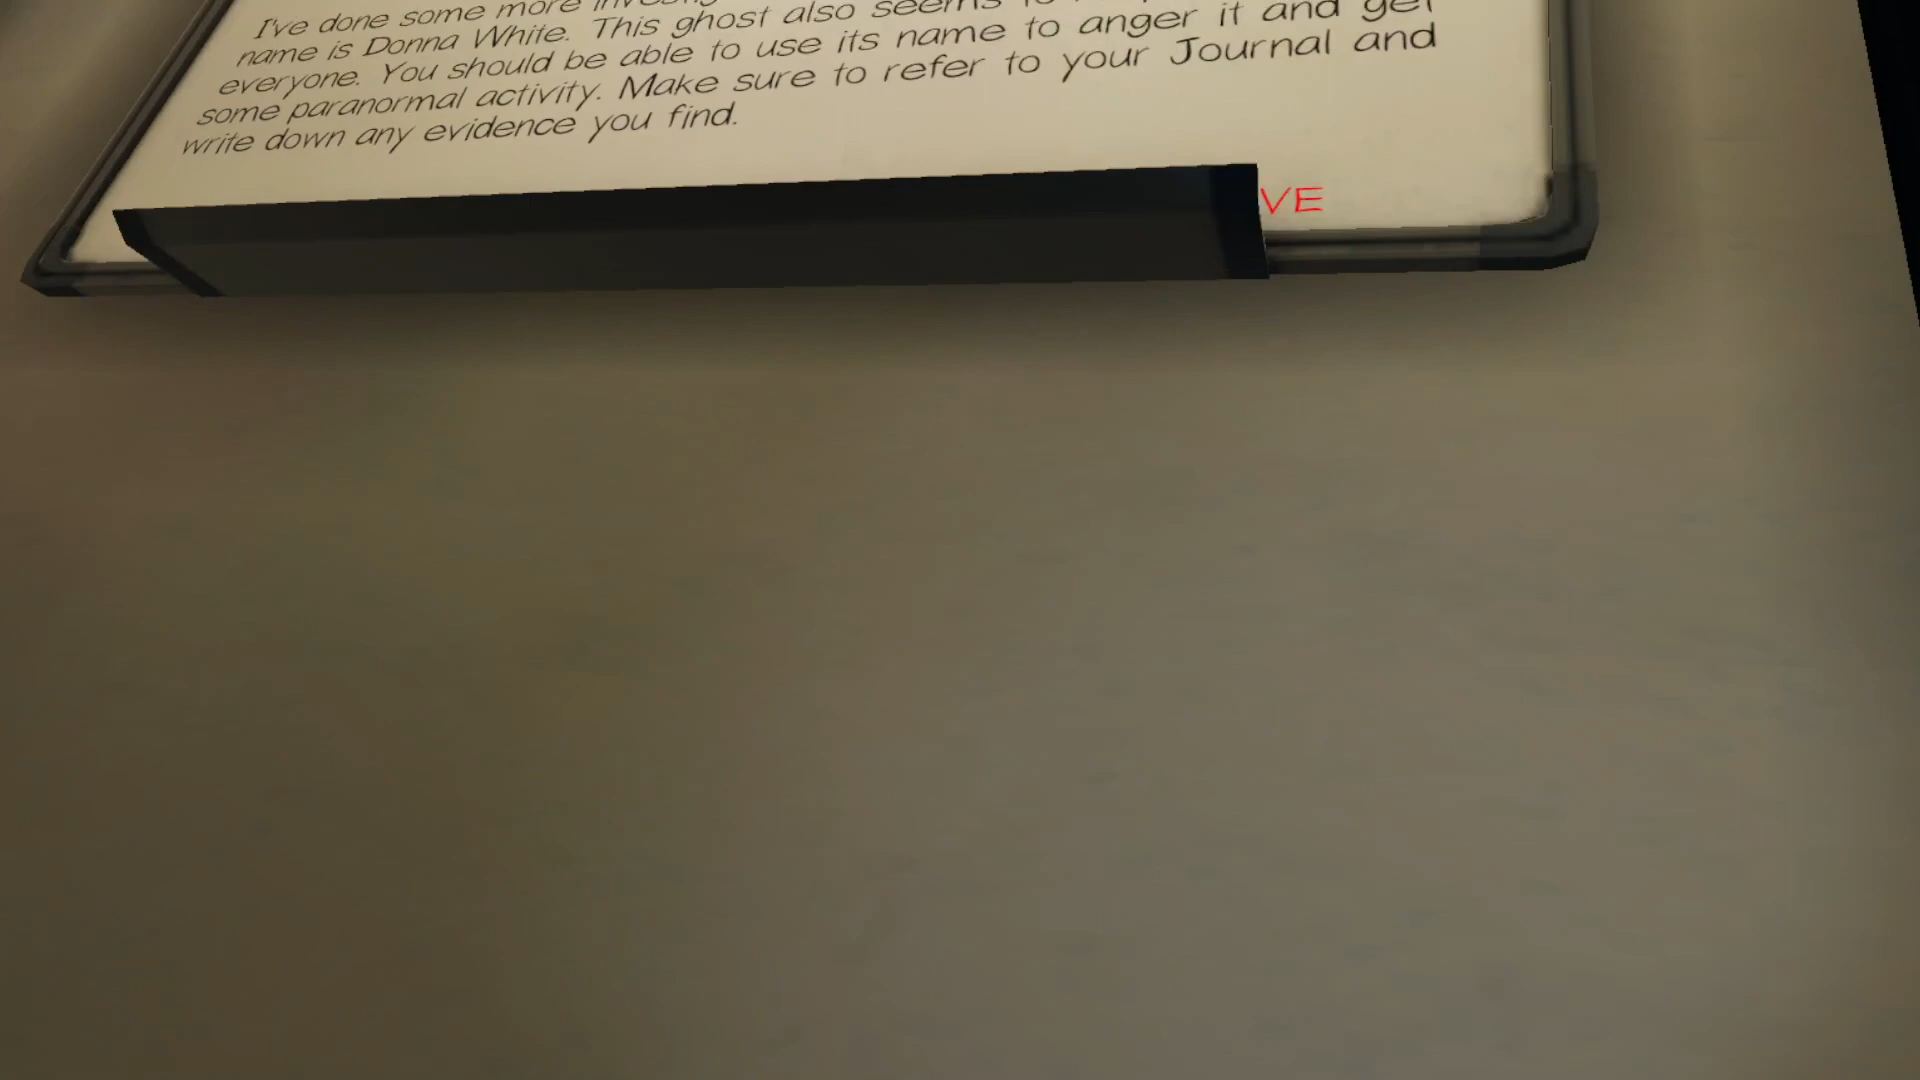 I've done some more
name is Donna White. This ghost also seems to
everyone. You should be able to use its name to anger it and get
some paranormal activity. Make sure to refer to your Journal and
write down any evidence you find.
VE